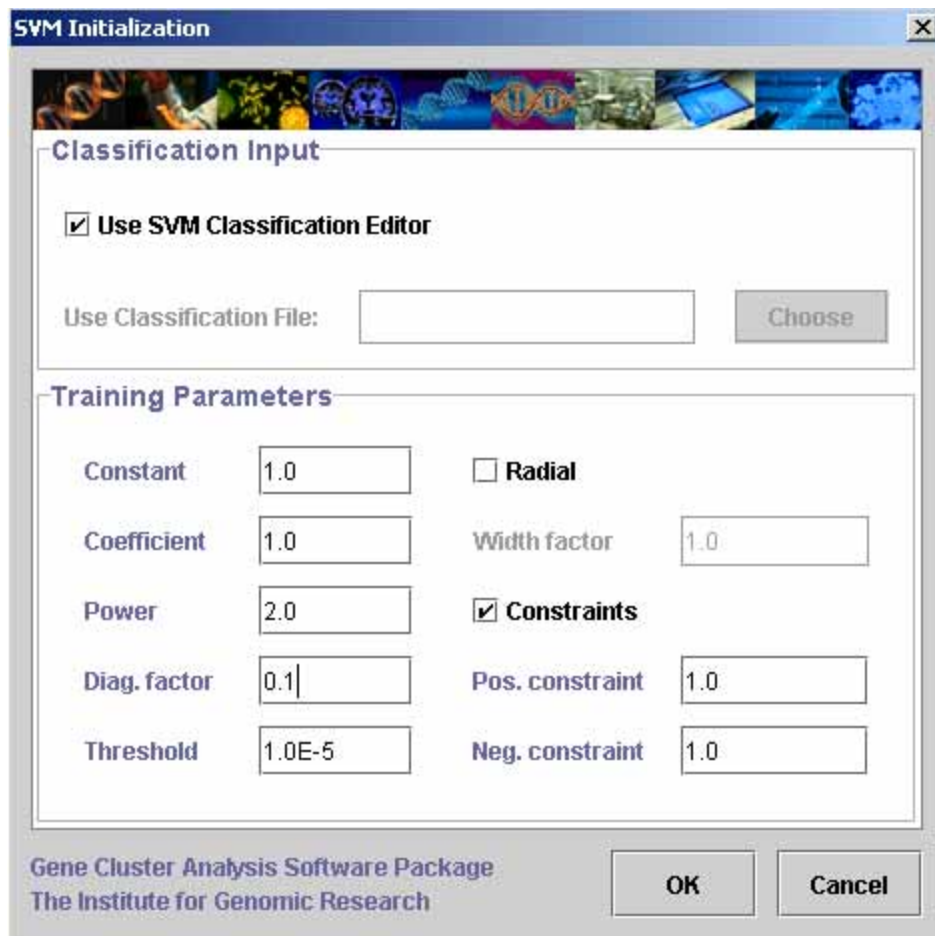 SVM Initialization
Classification Input
Use SVM Classification Editor
Use Classification File: Choose
Training Parameters
Constant 1.0 Radial
Coefficient 1.0 Width factor 1.0
Power 2.0 Constraints
Diag. factor 0.1 Pos. constraint 1.0
Threshold 1.0E-5 Neg. constraint 1.0
Gene Cluster Analysis Software Package
The Institute for Genomic Research
OK Cancel